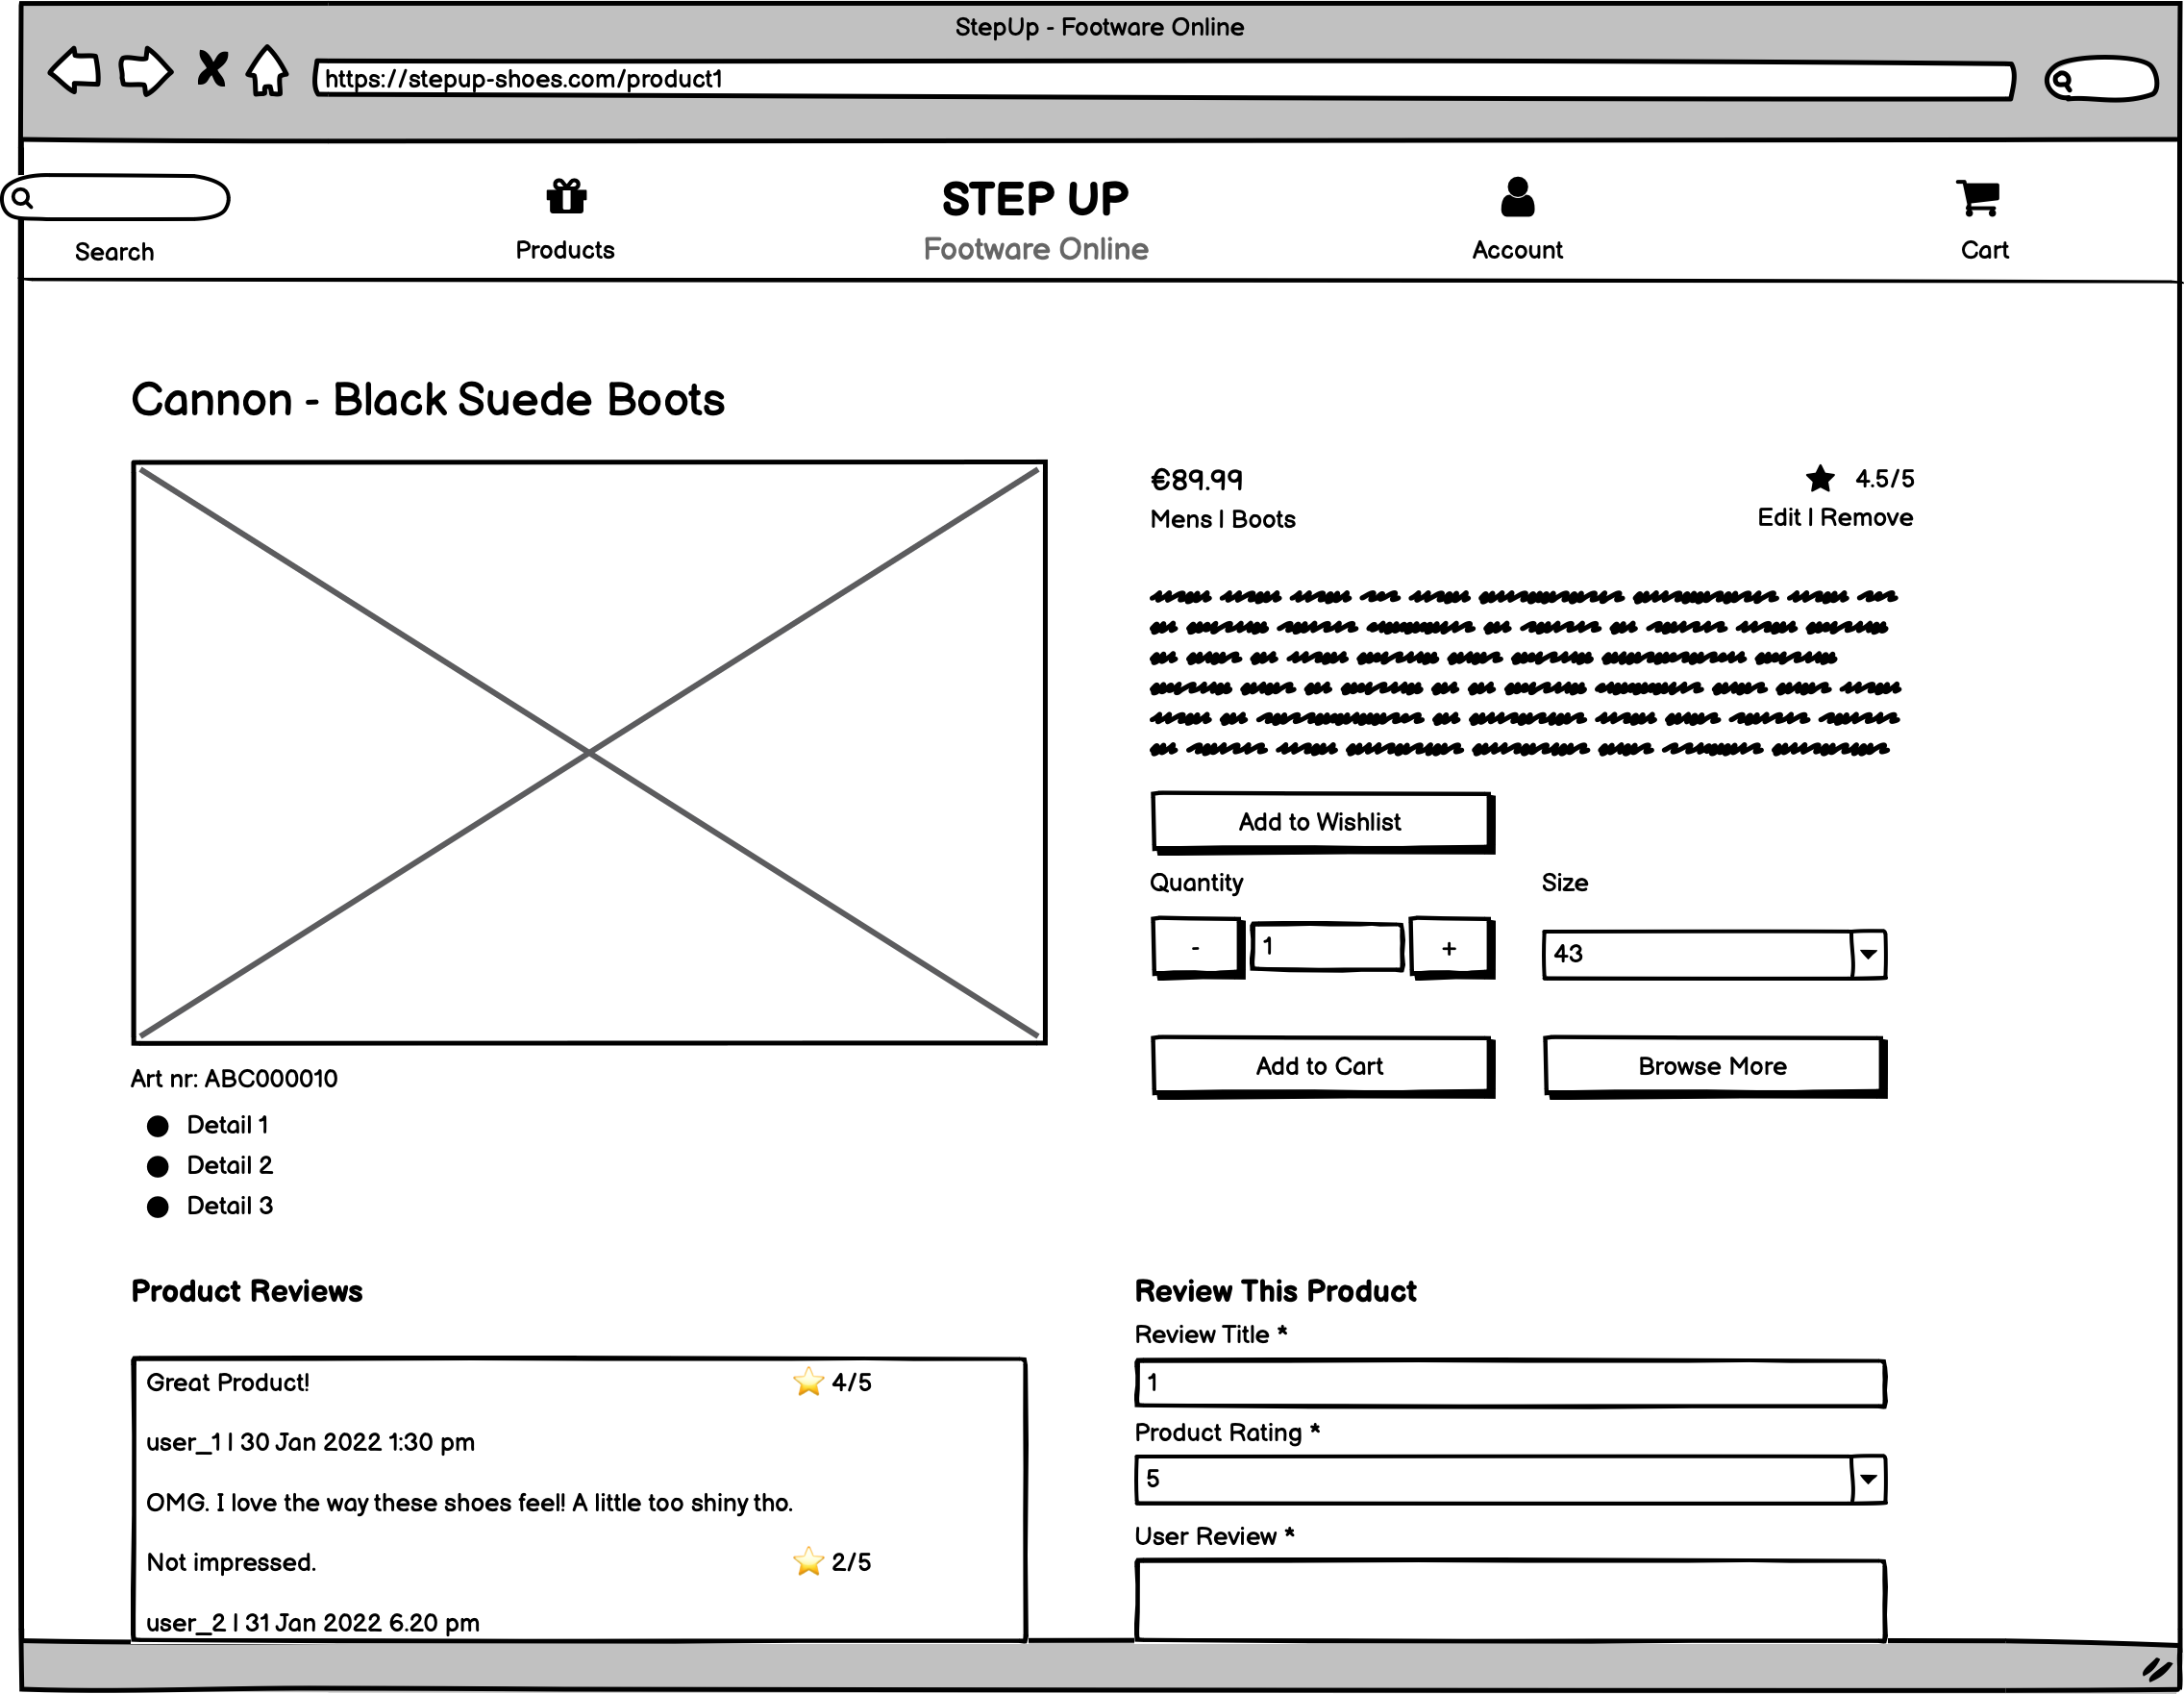 StepUp - Footware Online
https://stepup-shoes.com/product1
STEP UP
Search
Products
Footware Online
Account
Cart
Cannon - Black Suede Boots
€89.99
4.5/5
Mens | Boots
Edit | Remove
Add to Wishlist
Quantity
Size
-
1
+
43
Add to Cart
Browse More
Art nr: ABC000010
Detail 1
Detail 2
Detail 3
Product Reviews
Great Product! ⭐ 4/5
user_1 | 30 Jan 2022 1:30 pm
OMG. I love the way these shoes feel! A little too shiny tho.
Not impressed. ⭐ 2/5
user_2 | 31 Jan 2022 6.20 pm
Review This Product
Review Title *
1
Product Rating *
5
User Review *